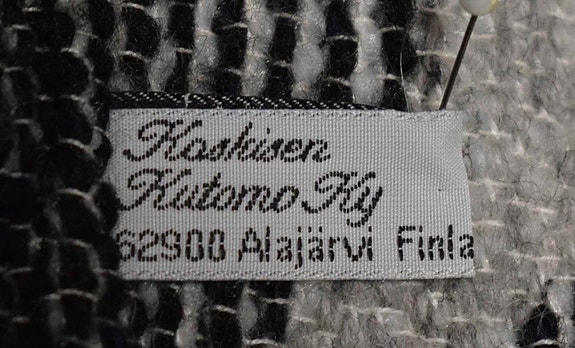 Koskisen
Kutomo Ky
62900 Alajärvi Finla